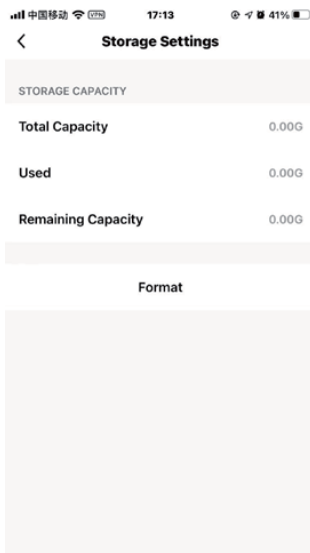 中国移动 VPN 17:13 41%
Storage Settings
STORAGE CAPACITY
Total Capacity 0.00G
Used 0.00G
Remaining Capacity 0.00G
Format